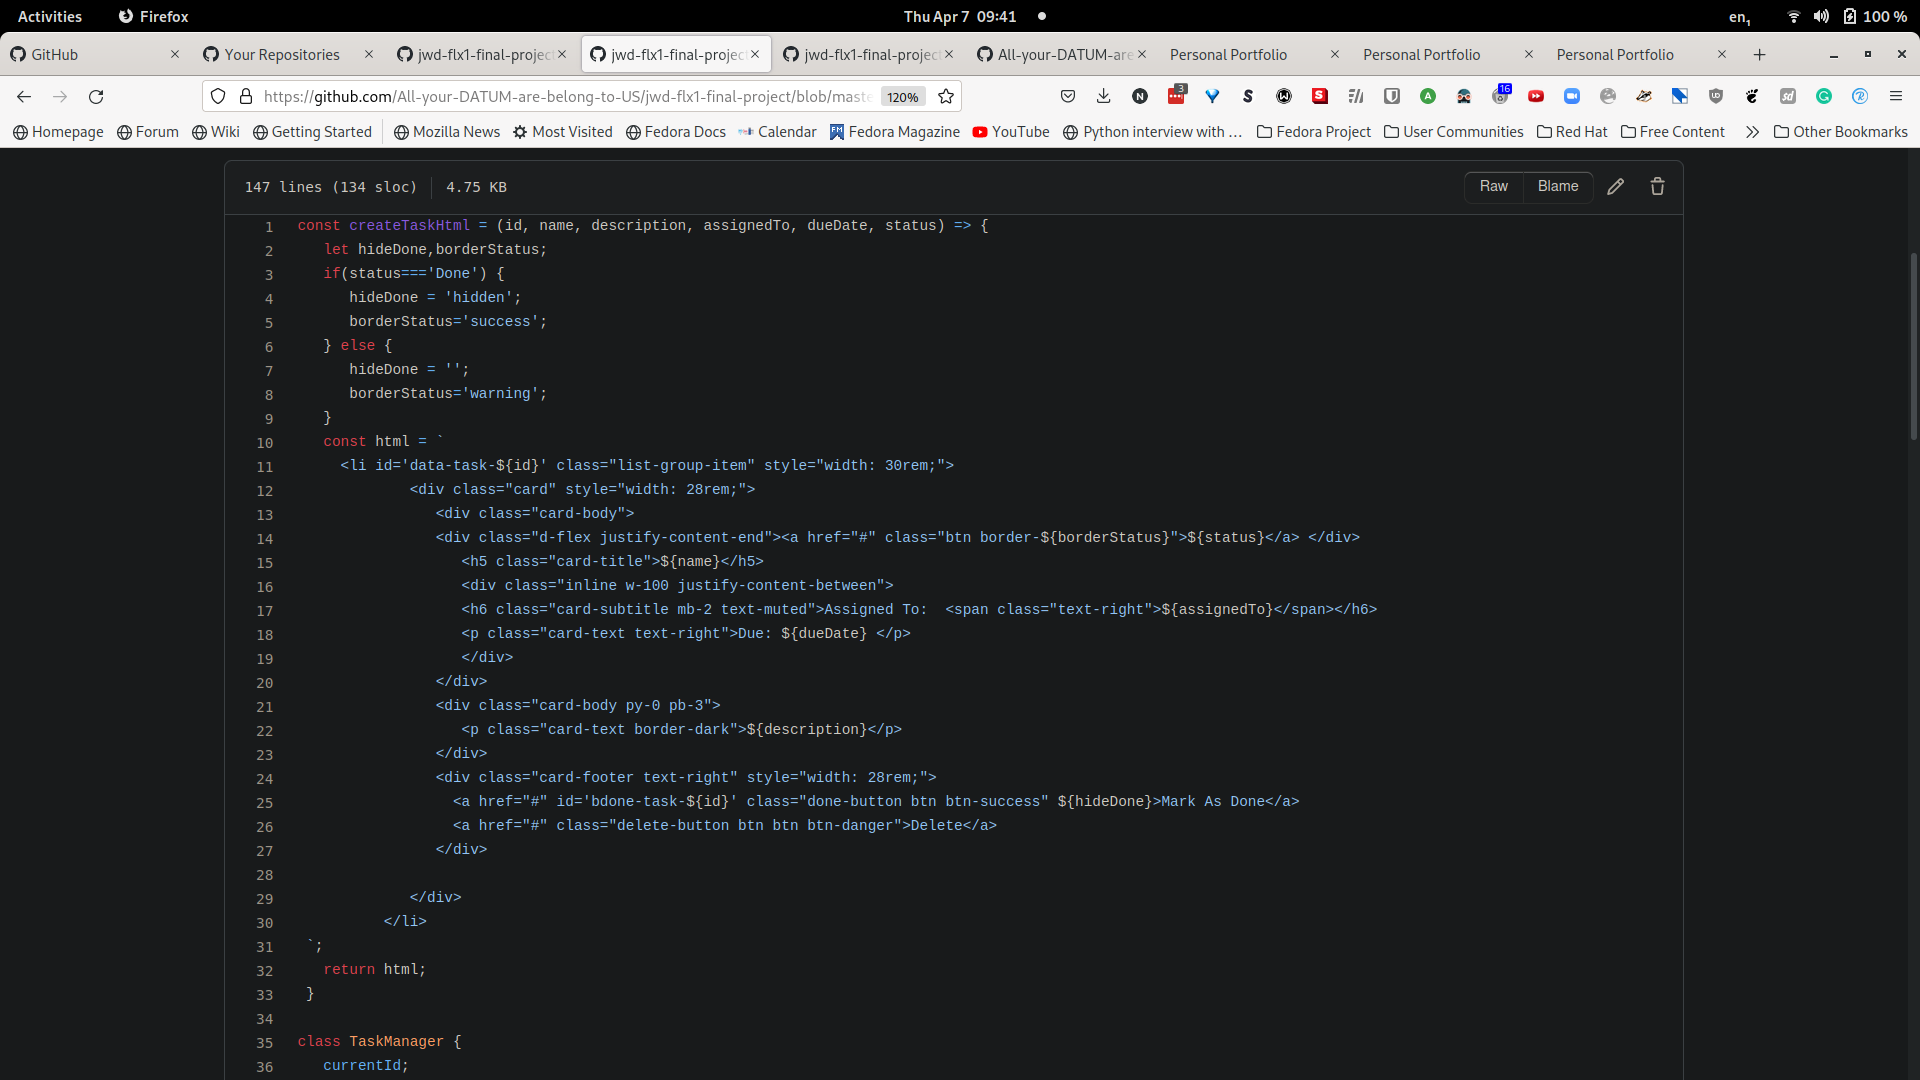 Activities Firefox Thu Apr 7 09:41 en1 100 %
GitHub Your Repositories jwd-flx1-final-project jwd-flx1-final-project jwd-flx1-final-project All-your-DATUM-are Personal Portfolio Personal Portfolio Personal Portfolio
https://github.com/All-your-DATUM-are-belong-to-US/jwd-flx1-final-project/blob/maste 120% 3 16
Homepage Forum Wiki Getting Started Mozilla News Most Visited Fedora Docs Calendar Fedora Magazine YouTube Python interview with … Fedora Project User Communities Red Hat Free Content Other Bookmarks
147 lines (134 sloc) 4.75 KB Raw Blame
1 const createTaskHtml = (id, name, description, assignedTo, dueDate, status) => {
2 let hideDone,borderStatus;
3 if(status==='Done') {
4 hideDone = 'hidden';
5 borderStatus='success';
6 } else {
7 hideDone = '';
8 borderStatus='warning';
9 }
10 const html = `
11 <li id='data-task-${id}' class="list-group-item" style="width: 30rem;">
12 <div class="card" style="width: 28rem;">
13 <div class="card-body">
14 <div class="d-flex justify-content-end"><a href="#" class="btn border-${borderStatus}">${status}</a> </div>
15 <h5 class="card-title">${name}</h5>
16 <div class="inline w-100 justify-content-between">
17 <h6 class="card-subtitle mb-2 text-muted">Assigned To:  <span class="text-right">${assignedTo}</span></h6>
18 <p class="card-text text-right">Due: ${dueDate} </p>
19 </div>
20 </div>
21 <div class="card-body py-0 pb-3">
22 <p class="card-text border-dark">${description}</p>
23 </div>
24 <div class="card-footer text-right" style="width: 28rem;">
25 <a href="#" id='bdone-task-${id}' class="done-button btn btn-success" ${hideDone}>Mark As Done</a>
26 <a href="#" class="delete-button btn btn btn-danger">Delete</a>
27 </div>
28
29 </div>
30 </li>
31 `;
32 return html;
33 }
34
35 class TaskManager {
36 currentId;